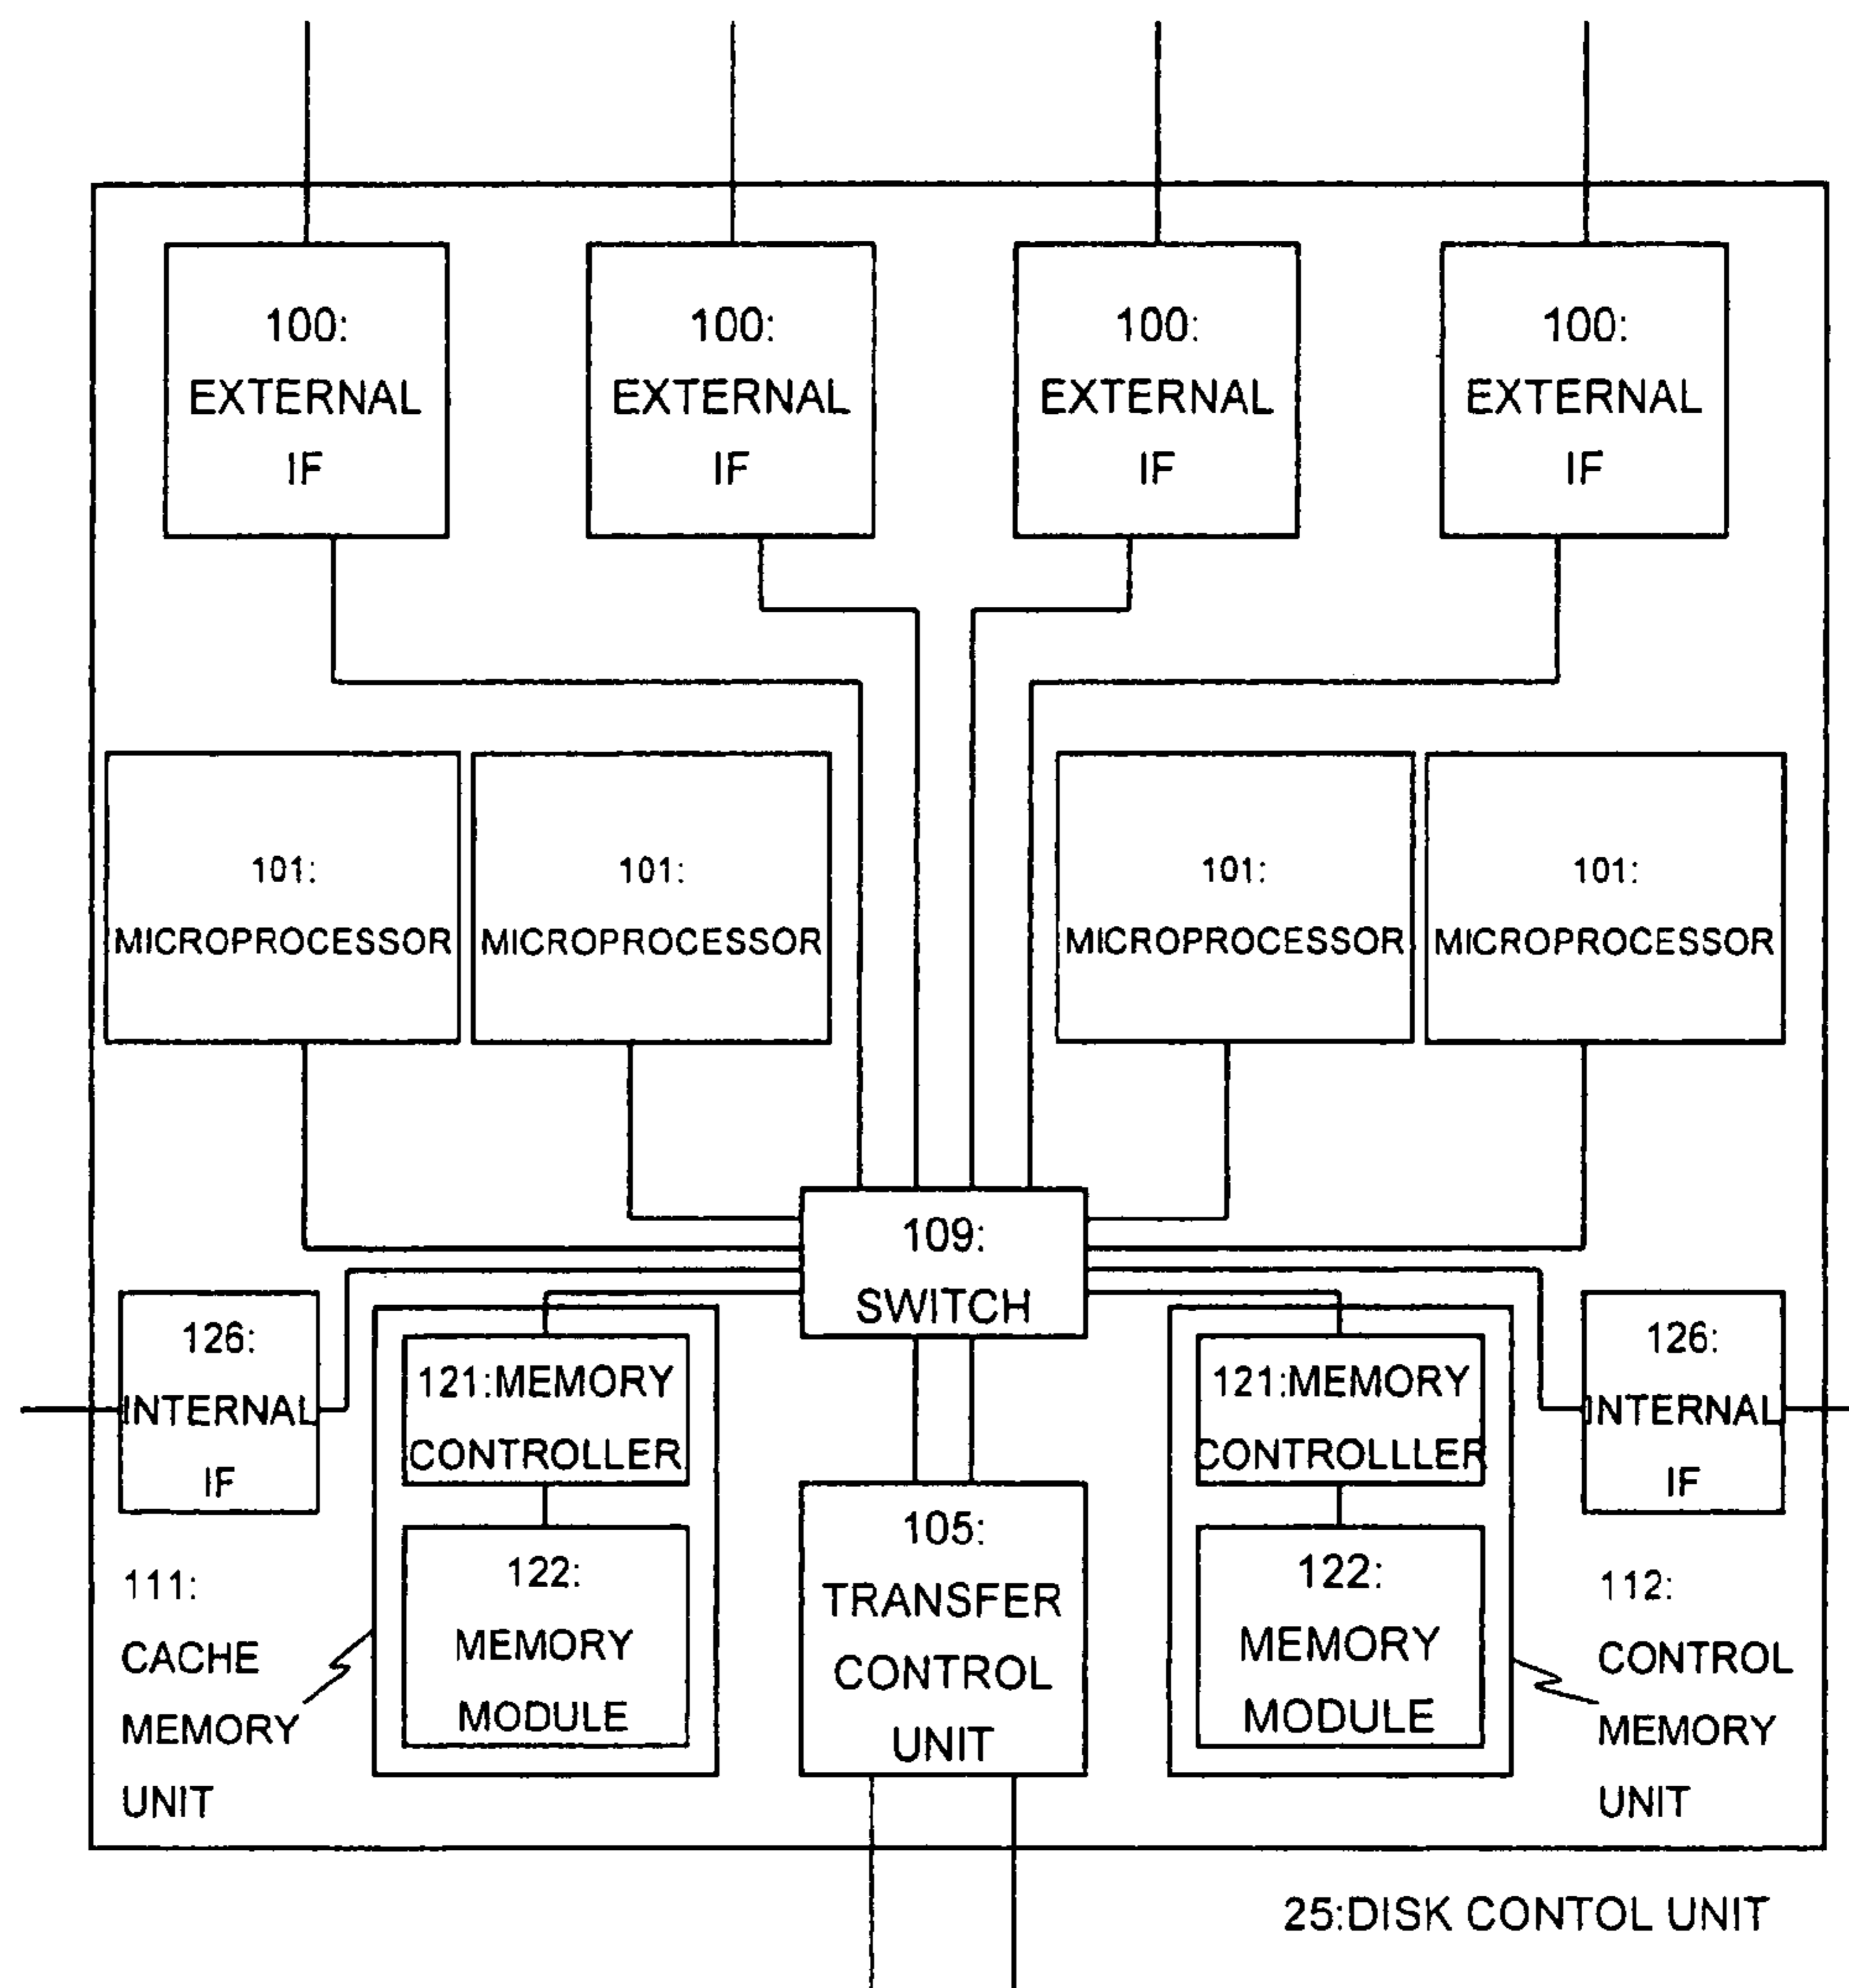 100:
EXTERNAL
IF
100:
EXTERNAL
IF
100:
EXTERNAL
IF
100:
EXTERNAL
IF
101:
MICROPROCESSOR
101:
MICROPROCESSOR
101:
MICROPROCESSOR
101:
MICROPROCESSOR
109:
SWITCH
126:
INTERNAL
IF
121:MEMORY
CONTROLLER
121:MEMORY
CONTROLLLER
126:
INTERNAL
IF
111:
CACHE
MEMORY
UNIT
122:
MEMORY
MODULE
105:
TRANSFER
CONTROL
UNIT
122:
MEMORY
MODULE
112:
CONTROL
MEMORY
UNIT
25:DISK CONTOL UNIT